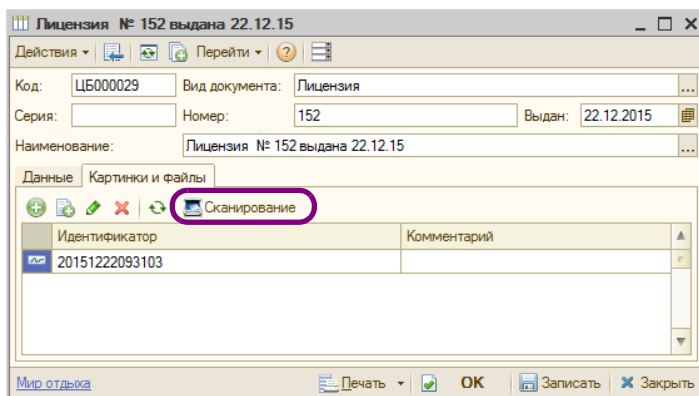 Лицензия № 152 выдана 22.12.15
Действия Перейти
Код: ЦБ000029 Вид документа: Лицензия ...
Серия: Номер: 152 Выдан: 22.12.2015
Наименование: Лицензия № 152 выдана 22.12.15 ...
Данные Картинки и файлы
Сканирование
Идентификатор Комментарий
20151222093103
Мир отдыха Печать OK Записать Закрыть